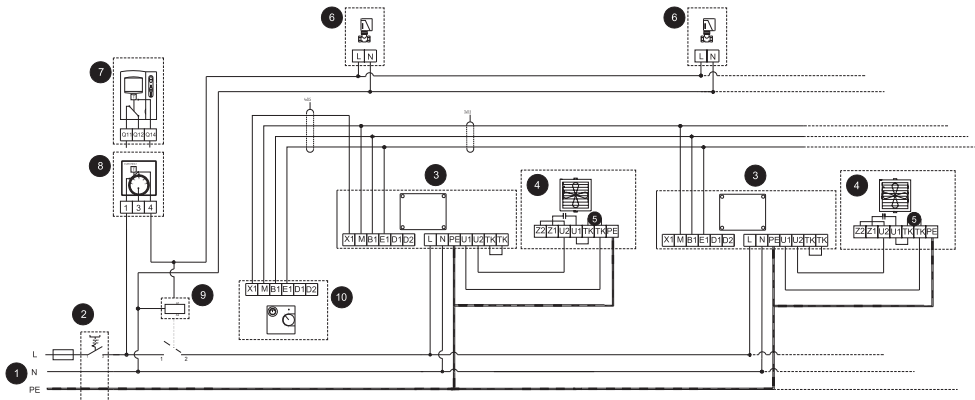 6
6
L N
L N
7
Q11 Q12 Q14
8
1 3 4
3
4
5
3
4
5
Z2 Z1 U2 U1 TK TK PE
Z2 Z1 U2 U1 TK TK PE
X1 M B1 E1 D1 D2
L N PE U1 U2 TK TK
X1 M B1 E1 D1 D2
L N PE U1 U2 TK TK
9
X1 M B1 E1 D1 D2
10
2
L
1 2
1 N
PE